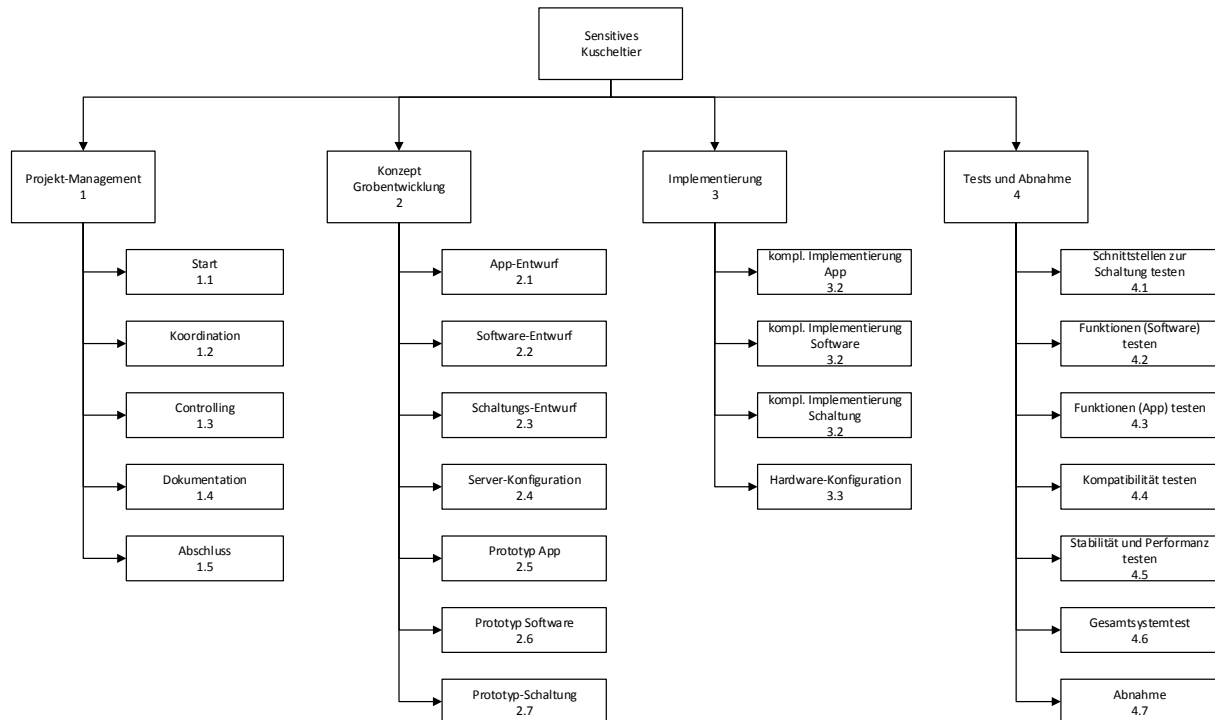 Sensitives
Kuscheltier
Projekt-Management
1
Start
1.1
Koordination
1.2
Controlling
1.3
Dokumentation
1.4
Abschluss
1.5
Konzept
Grobentwicklung
2
App-Entwurf
2.1
Software-Entwurf
2.2
Schaltungs-Entwurf
2.3
Server-Konfiguration
2.4
Prototyp App
2.5
Prototyp Software
2.6
Prototyp-Schaltung
2.7
Implementierung
3
kompl. Implementierung
App
3.2
kompl. Implementierung
Software
3.2
kompl. Implementierung
Schaltung
3.2
Hardware-Konfiguration
3.3
Tests und Abnahme
4
Schnittstellen zur
Schaltung testen
4.1
Funktionen (Software)
testen
4.2
Funktionen (App) testen
4.3
Kompatibilität testen
4.4
Stabilität und Performanz
testen
4.5
Gesamtsystemtest
4.6
Abnahme
4.7